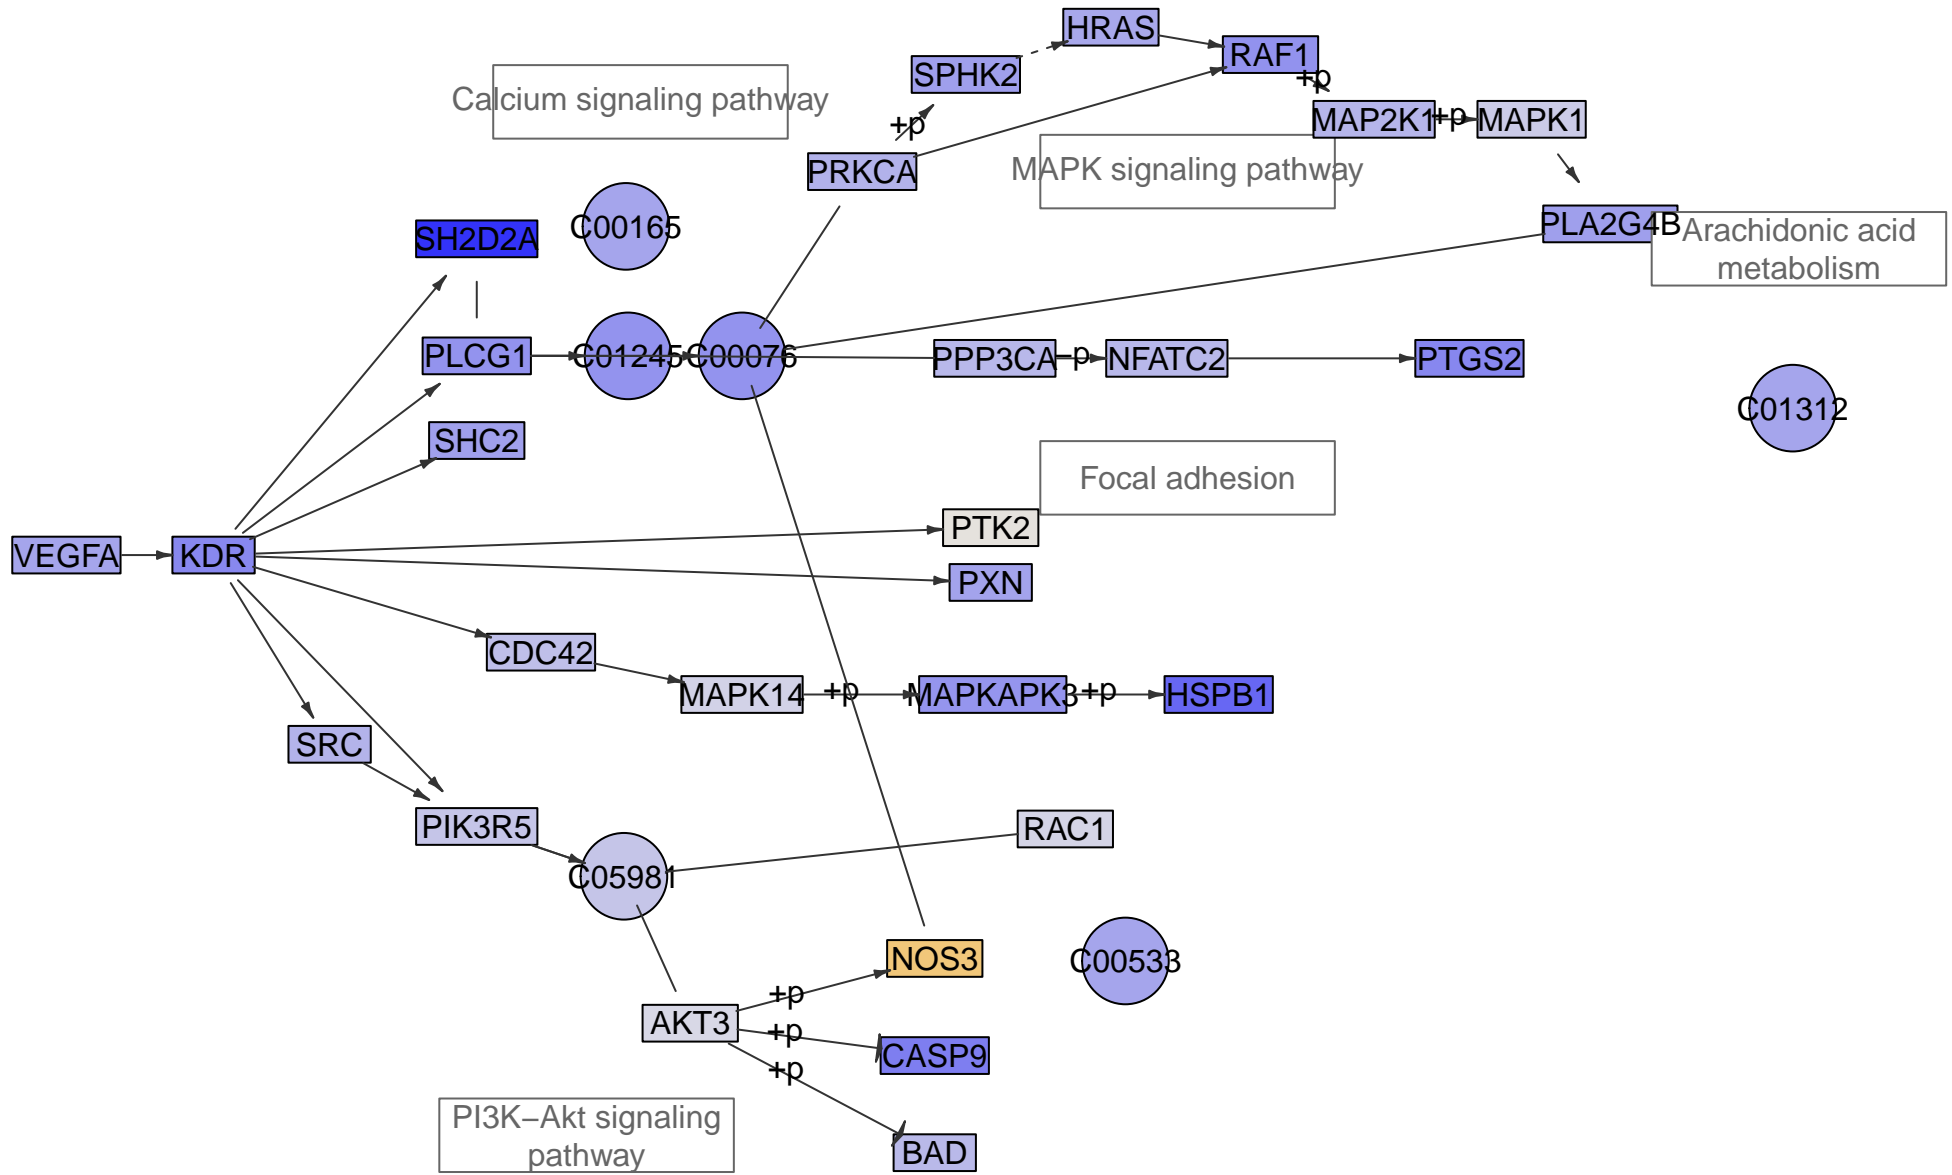 HRAS
RAF1
SPHK2
+p
Calcium signaling pathway
MAP2K1
+p
MAPK1
+p
PRKCA
MAPK signaling pathway
C00165
SH2D2A
PLA2G4B
Arachidonic acid
metabolism
PLCG1
C01245
C00076
PPP3CA
−p
NFATC2
PTGS2
C01312
SHC2
Focal adhesion
PTK2
VEGFA
KDR
PXN
CDC42
MAPK14
+p
MAPKAPK3
+p
HSPB1
SRC
PIK3R5
RAC1
C05981
NOS3
C00533
+p
AKT3
+p
CASP9
+p
PI3K−Akt signaling
pathway
BAD